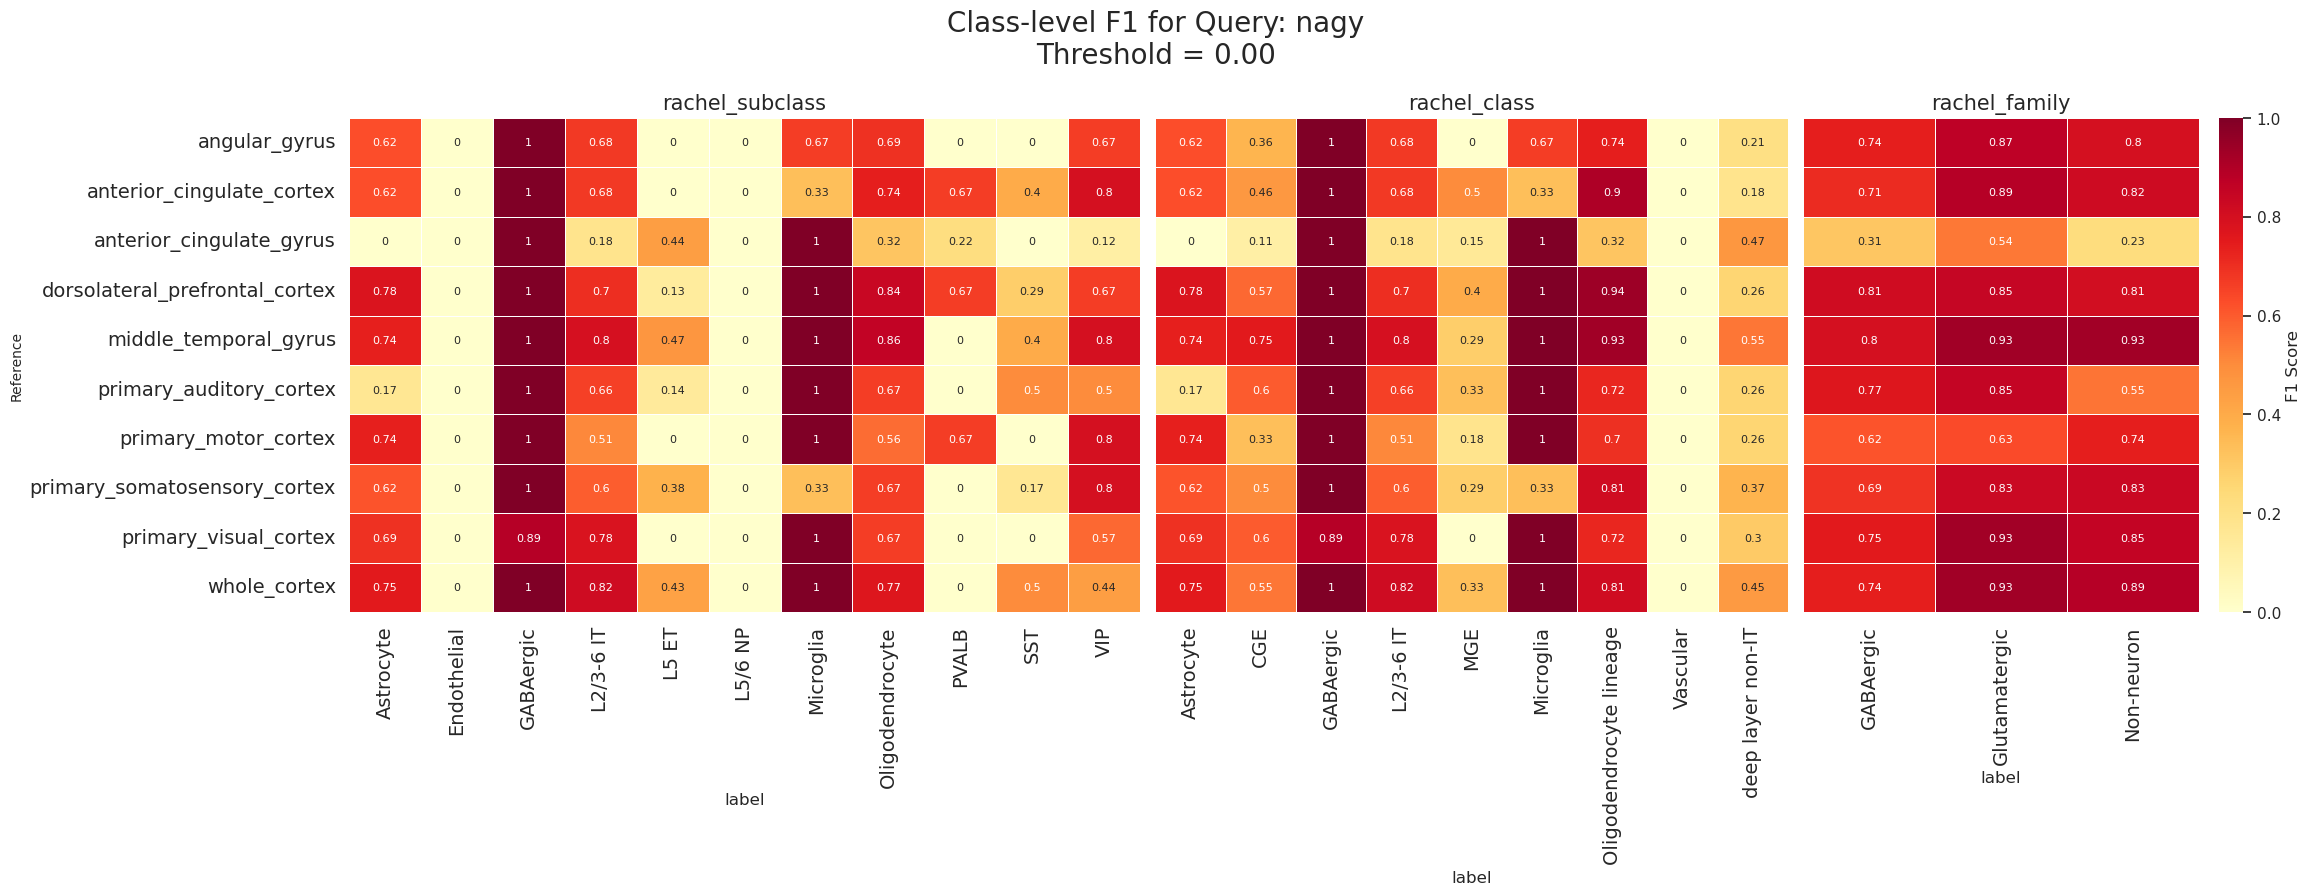 Class-level F1 for Query: nagy
Threshold = 0.00
rachel_subclass rachel_class rachel_family
angular_gyrus 0.62 0 1 0.68 0 0 0.67 0.69 0 0 0.67 0.62 0.36 1 0.68 0 0.67 0.74 0 0.21 0.74 0.87 0.8
anterior_cingulate_cortex 0.62 0 1 0.68 0 0 0.33 0.74 0.67 0.4 0.8 0.62 0.46 1 0.68 0.5 0.33 0.9 0 0.18 0.71 0.89 0.82
anterior_cingulate_gyrus 0 0 1 0.18 0.44 0 1 0.32 0.22 0 0.12 0 0.11 1 0.18 0.15 1 0.32 0 0.47 0.31 0.54 0.23
dorsolateral_prefrontal_cortex 0.78 0 1 0.7 0.13 0 1 0.84 0.67 0.29 0.67 0.78 0.57 1 0.7 0.4 1 0.94 0 0.26 0.81 0.85 0.81
middle_temporal_gyrus 0.74 0 1 0.8 0.47 0 1 0.86 0 0.4 0.8 0.74 0.75 1 0.8 0.29 1 0.93 0 0.55 0.8 0.93 0.93
primary_auditory_cortex 0.17 0 1 0.66 0.14 0 1 0.67 0 0.5 0.5 0.17 0.6 1 0.66 0.33 1 0.72 0 0.26 0.77 0.85 0.55
primary_motor_cortex 0.74 0 1 0.51 0 0 1 0.56 0.67 0 0.8 0.74 0.33 1 0.51 0.18 1 0.7 0 0.26 0.62 0.63 0.74
primary_somatosensory_cortex 0.62 0 1 0.6 0.38 0 0.33 0.67 0 0.17 0.8 0.62 0.5 1 0.6 0.29 0.33 0.81 0 0.37 0.69 0.83 0.83
primary_visual_cortex 0.69 0 0.89 0.78 0 0 1 0.67 0 0 0.57 0.69 0.6 0.89 0.78 0 1 0.72 0 0.3 0.75 0.93 0.85
whole_cortex 0.75 0 1 0.82 0.43 0 1 0.77 0 0.5 0.44 0.75 0.55 1 0.82 0.33 1 0.81 0 0.45 0.74 0.93 0.89
Reference
Astrocyte
Endothelial
GABAergic
L2/3-6 IT
L5 ET
L5/6 NP
Microglia
Oligodendrocyte
PVALB
SST
VIP
label
Astrocyte
CGE
GABAergic
L2/3-6 IT
MGE
Microglia
Oligodendrocyte lineage
Vascular
deep layer non-IT
label
GABAergic
Glutamatergic
Non-neuron
label
1.0
0.8
0.6
0.4
0.2
0.0
F1 Score